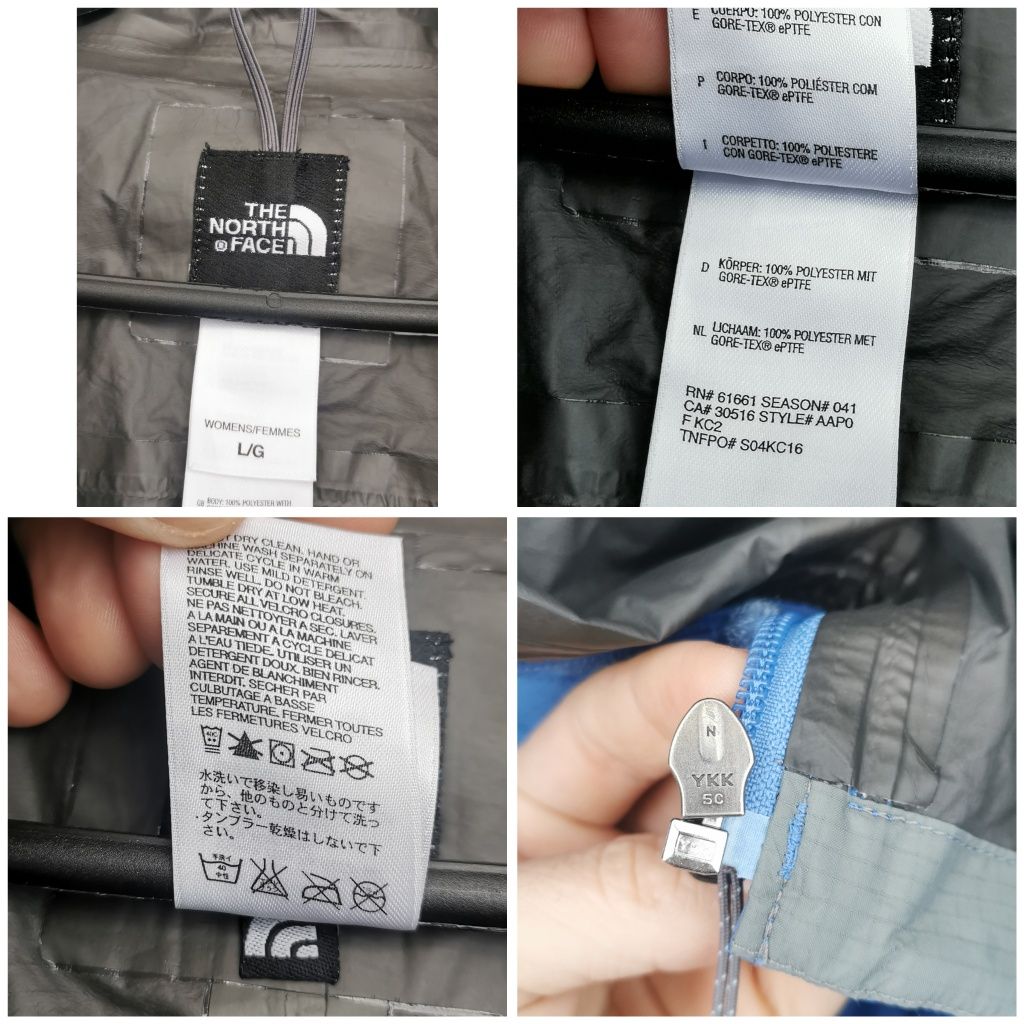 THE
NORTH
FACE
WOMENS/FEMMES
L/G
GB BODY: 100% POLYESTER WITH
E CUERPO: 100% POLYESTER CON
GORE-TEX® ePTFE
P CORPO: 100% POLIÉSTER COM
GORE-TEX® ePTFE
I CORPETTO: 100% POLIESTERE
CON GORE-TEX® ePTFE
D KÖRPER: 100% POLYESTER MIT
GORE-TEX® ePTFE
NL LICHAAM: 100% POLYESTER MET
GORE-TEX® ePTFE
RN# 61661 SEASON# 041
CA# 30516 STYLE# AAP0
F KC2
TNFPO# S04KC16
DRY CLEAN. HAND OR
MACHINE WASH SEPARATELY ON
DELICATE CYCLE IN WARM
WATER. USE MILD DETERGENT.
RINSE WELL. DO NOT BLEACH.
TUMBLE DRY AT LOW HEAT.
SECURE ALL VELCRO CLOSURES.
NE PAS NETTOYER A SEC. LAVER
A LA MAIN OU A LA MACHINE
SEPAREMENT A CYCLE DELICAT
A L'EAU TIEDE. UTILISER UN
DETERGENT DOUX. BIEN RINCER.
AGENT DE BLANCHIMENT
INTERDIT. SECHER PAR
CULBUTAGE A BASSE
TEMPERATURE. FERMER TOUTES
LES FERMETURES VELCRO
水洗いで移染し易いものです
から、他のものと分けて洗っ
て下さい。
・タンブラー乾燥はしないで下
さい。
手洗イ
40
中性
N
YKK
5C